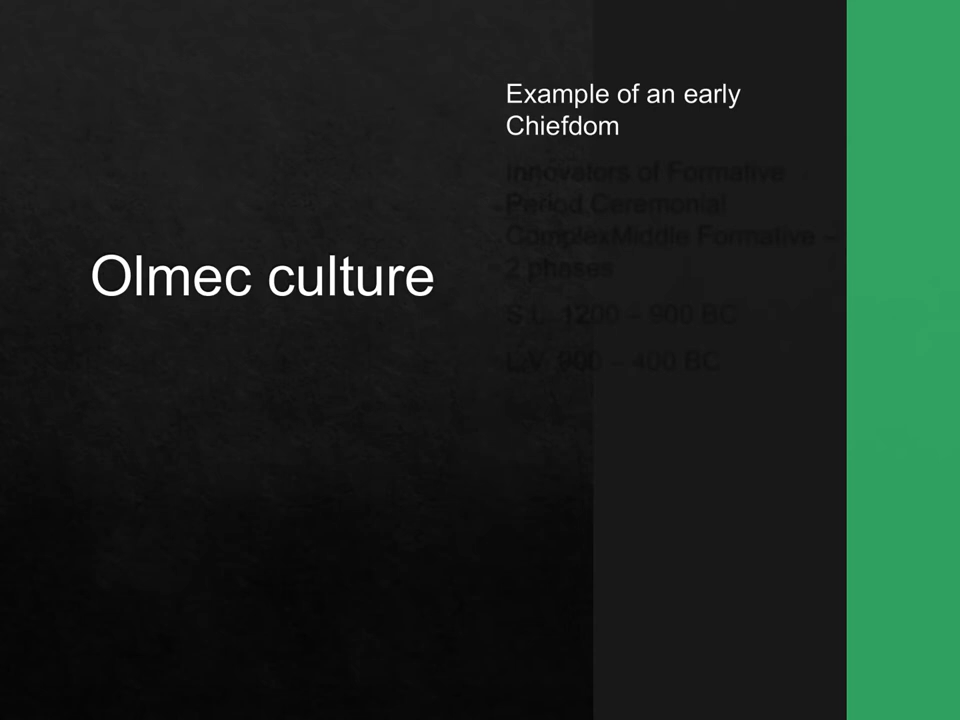 Example of an early
Chiefdom
Innovators of Formative
Period Ceremonial
ComplexMiddle Formative –
2 phases
Olmec culture
S.L. 1200 – 900 BC
L.V. 900 – 400 BC